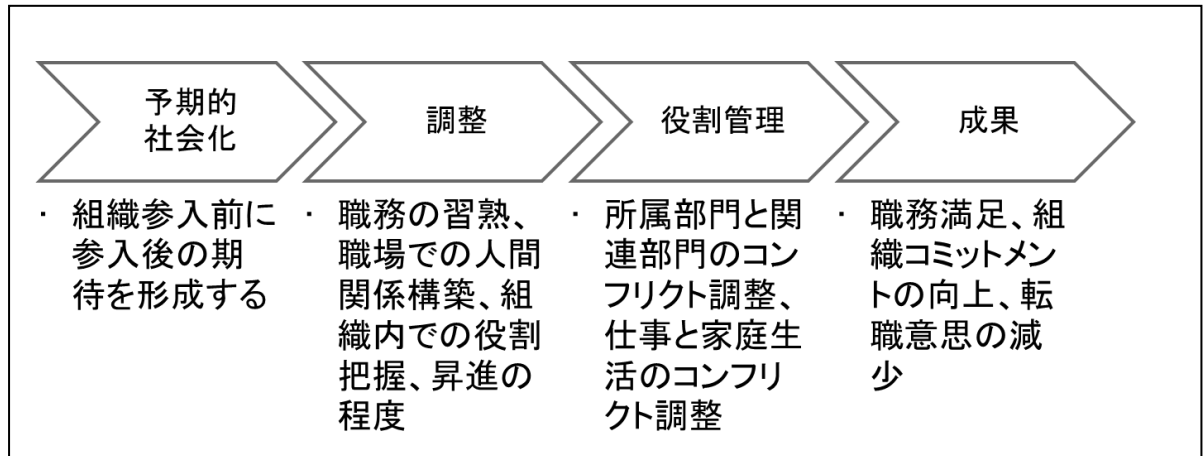 予期的
社会化
調整
役割管理
成果
・ 組織参入前に
参入後の期
待を形成する
・ 職務の習熟、
職場での人間
関係構築、組
織内での役割
把握、昇進の
程度
・ 所属部門と関
連部門のコン
フリクト調整、
仕事と家庭生
活のコンフリ
クト調整
・ 職務満足、組
織コミットメン
トの向上、転
職意思の減
少